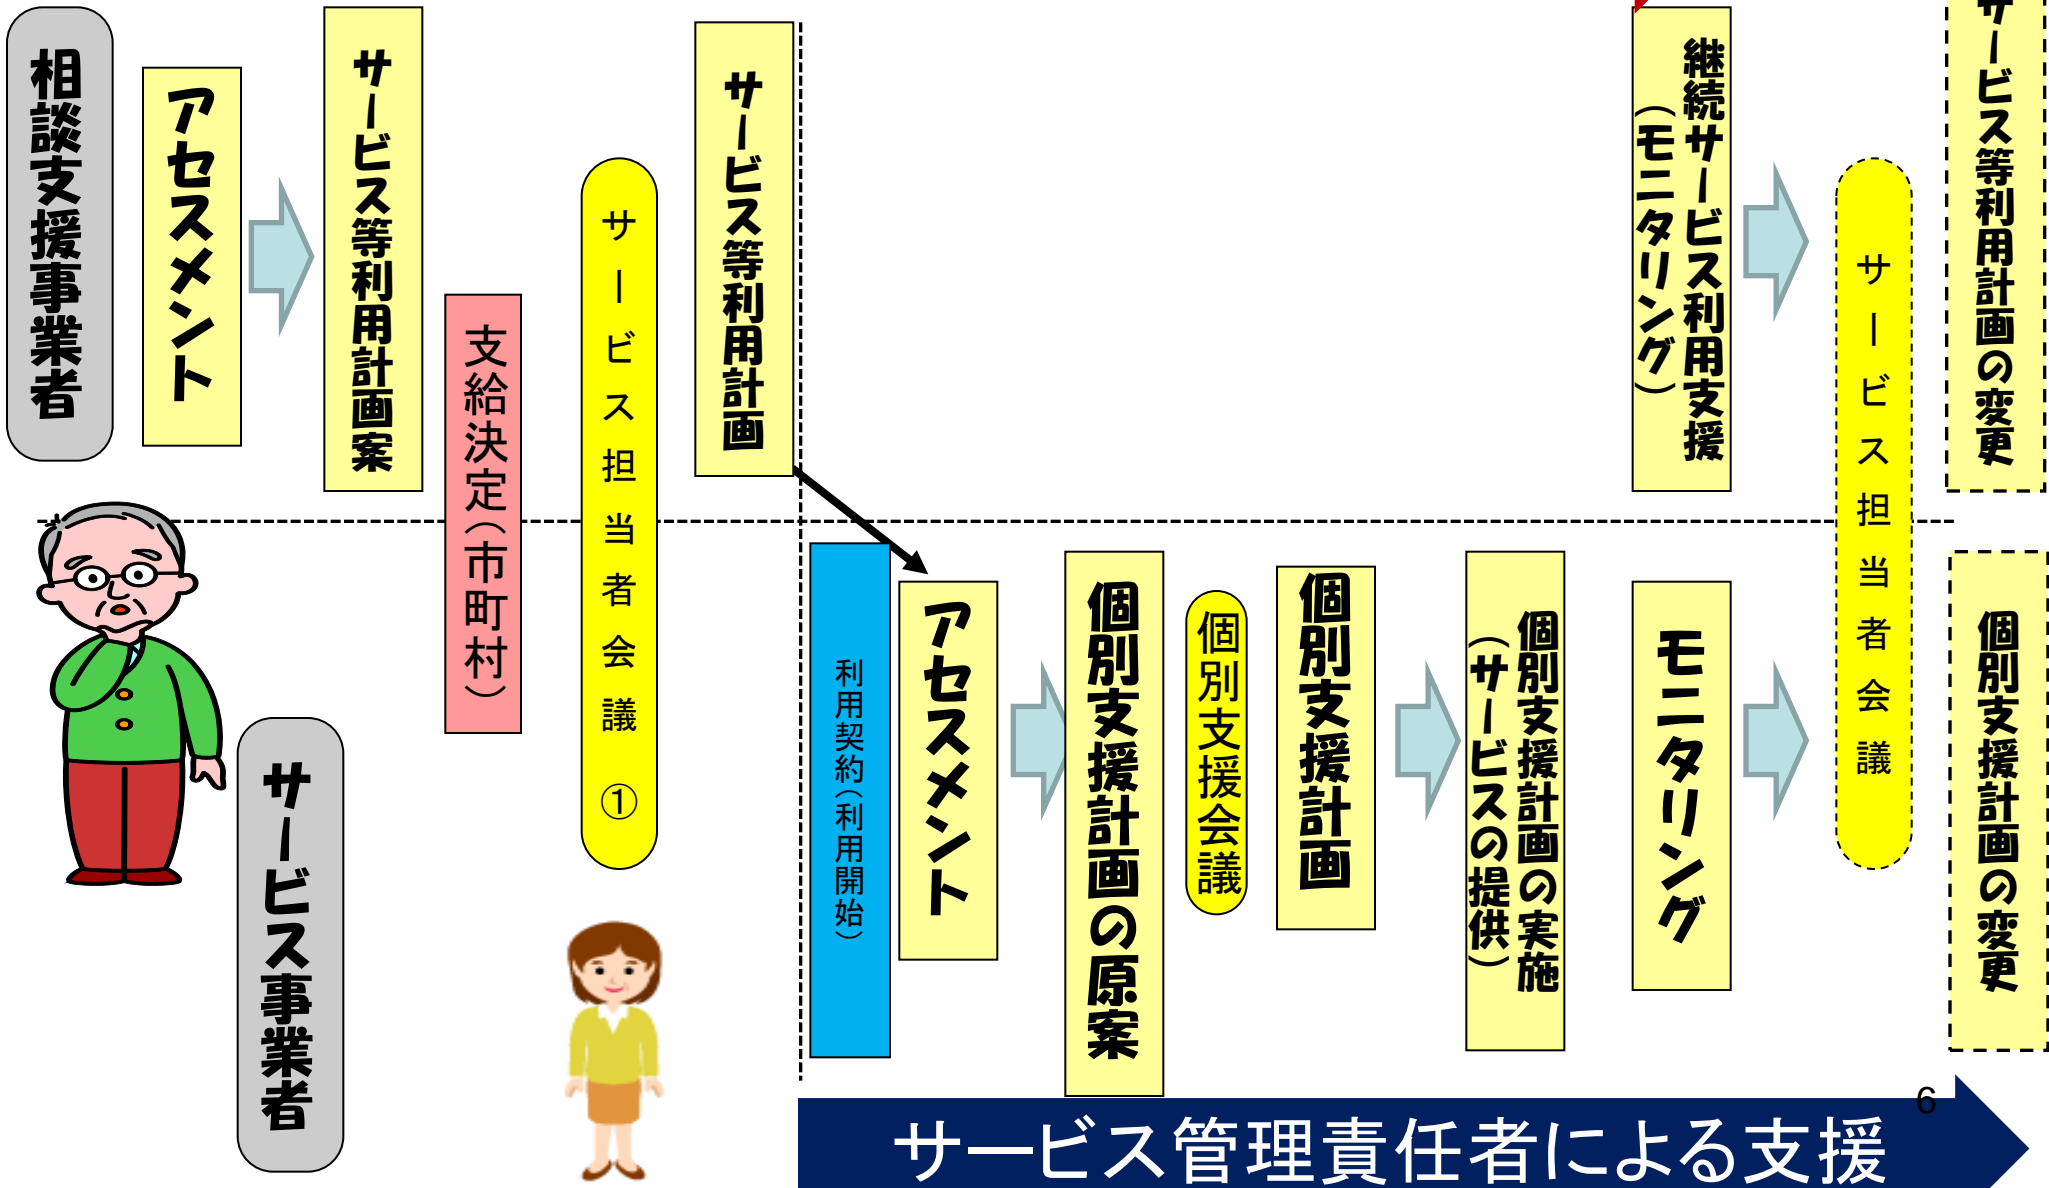 相談支援事業者
アセスメント
サービス等利用計画案
支給決定（市町村）
サービス担当者会議　①
サービス等利用計画
継続サービス利用支援
（モニタリング）
サービス担当者会議
サービス等利用計画の変更
サービス事業者
利用契約（利用開始）
アセスメント
個別支援計画の原案
個別支援会議
個別支援計画
個別支援計画の実施
（サービスの提供）
モニタリング
個別支援計画の変更
サービス管理責任者による支援
6